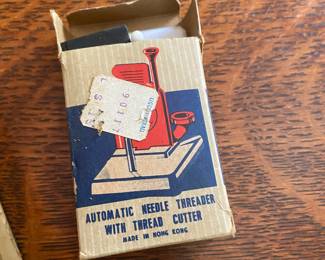 AUTOMATIC NEEDLE THREADER
WITH THREAD CUTTER
MADE IN HONG KONG